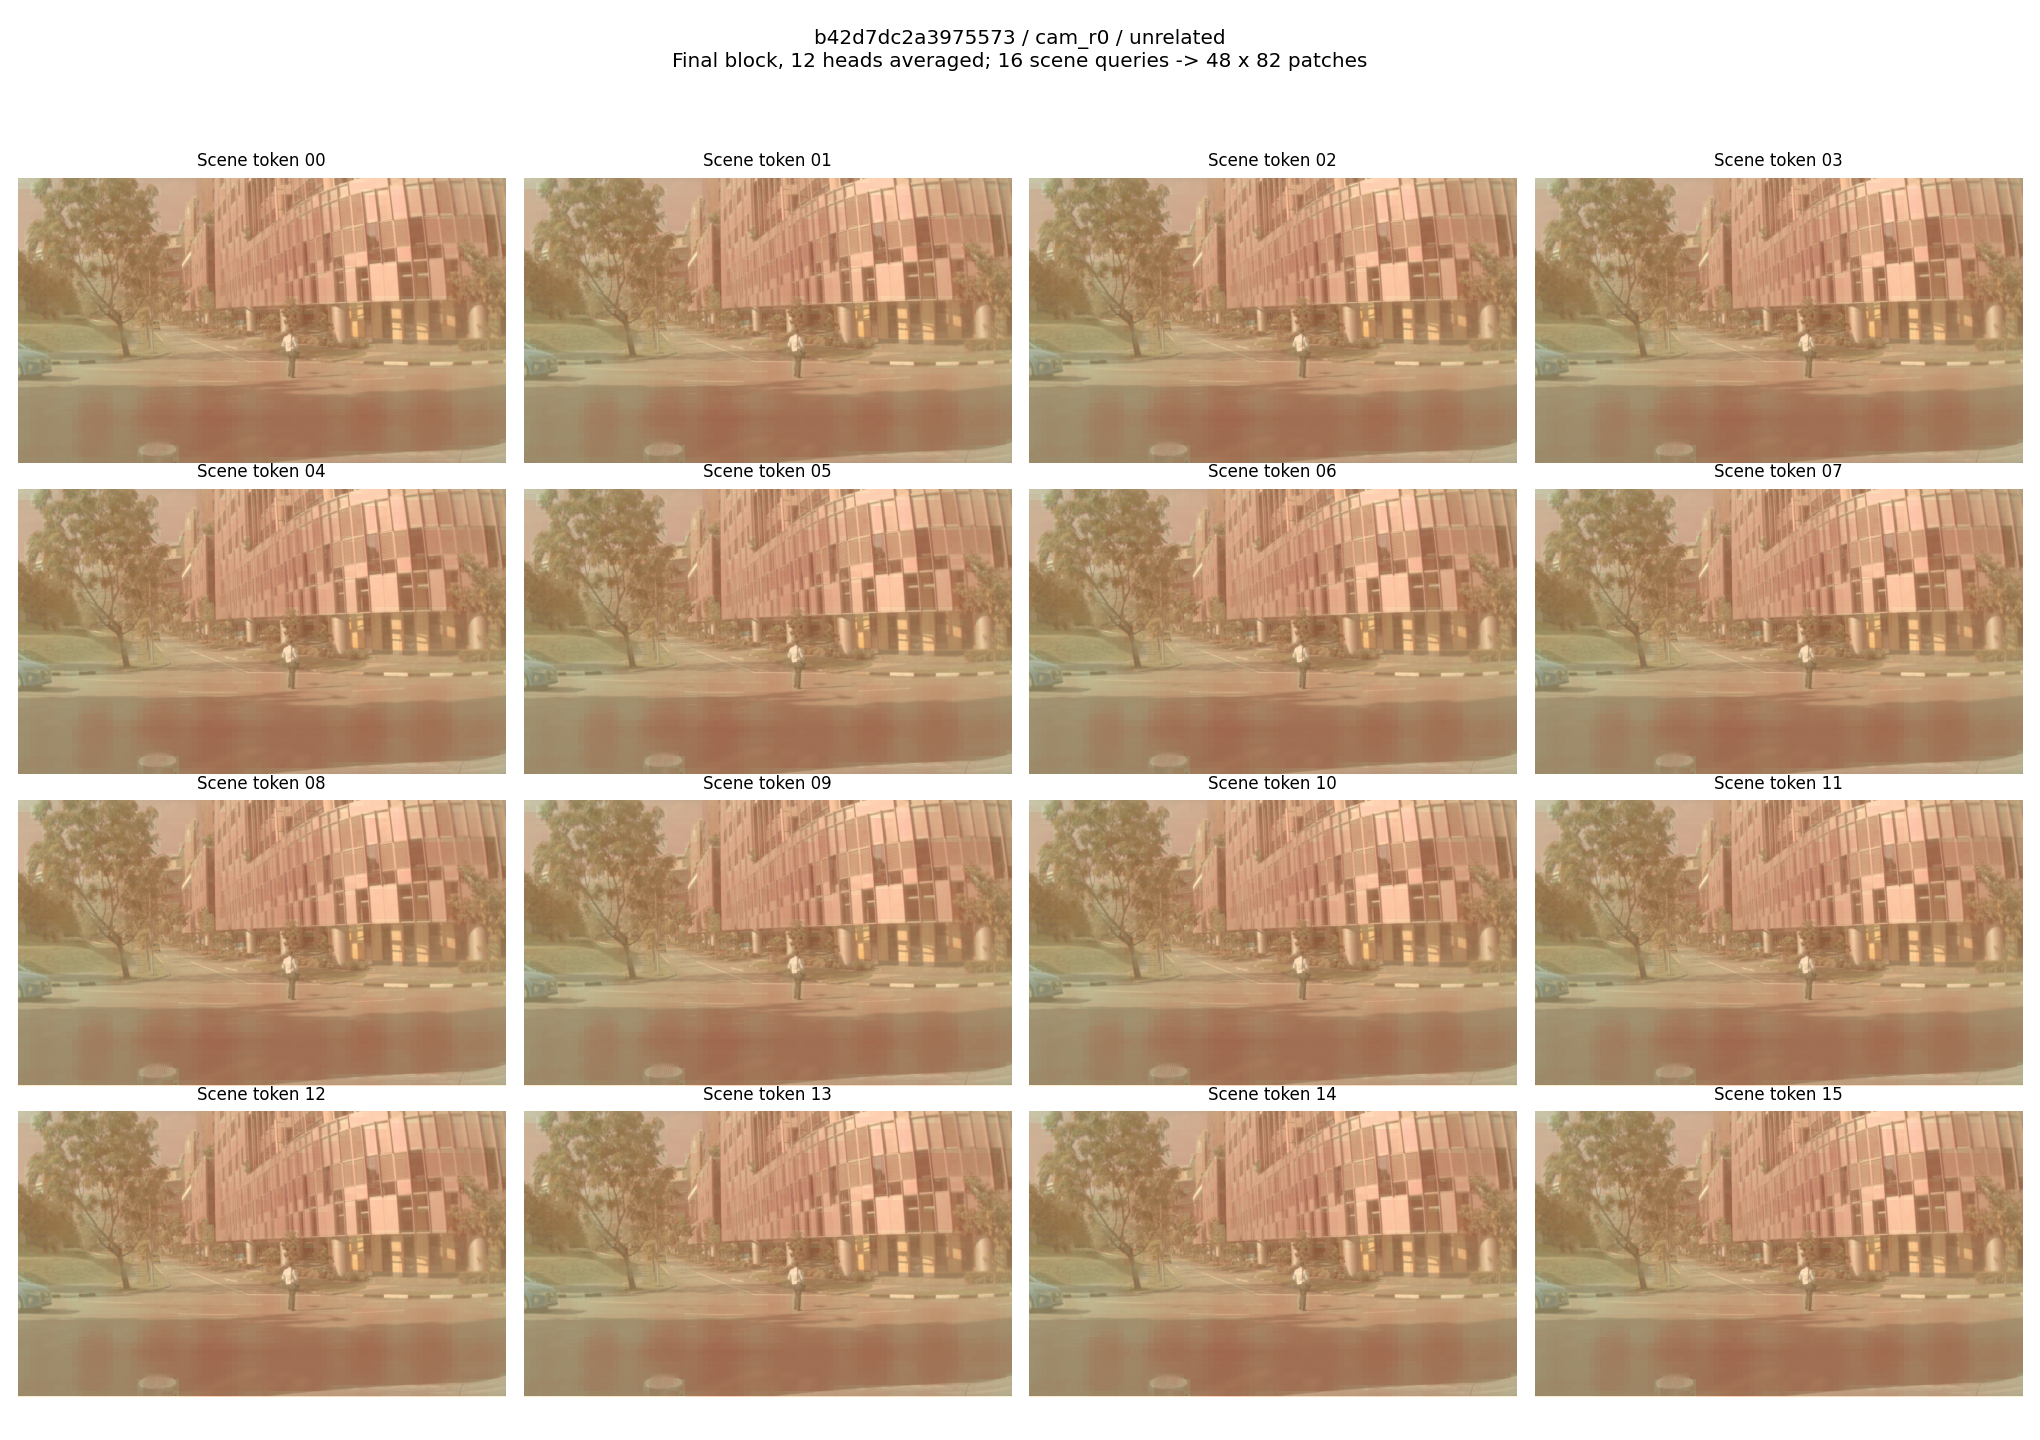 b42d7dc2a3975573 / cam_r0 / unrelated
Final block, 12 heads averaged; 16 scene queries -> 48 x 82 patches
Scene token 00
Scene token 01
Scene token 02
Scene token 03
Scene token 04
Scene token 05
Scene token 06
Scene token 07
Scene token 08
Scene token 09
Scene token 10
Scene token 11
Scene token 12
Scene token 13
Scene token 14
Scene token 15